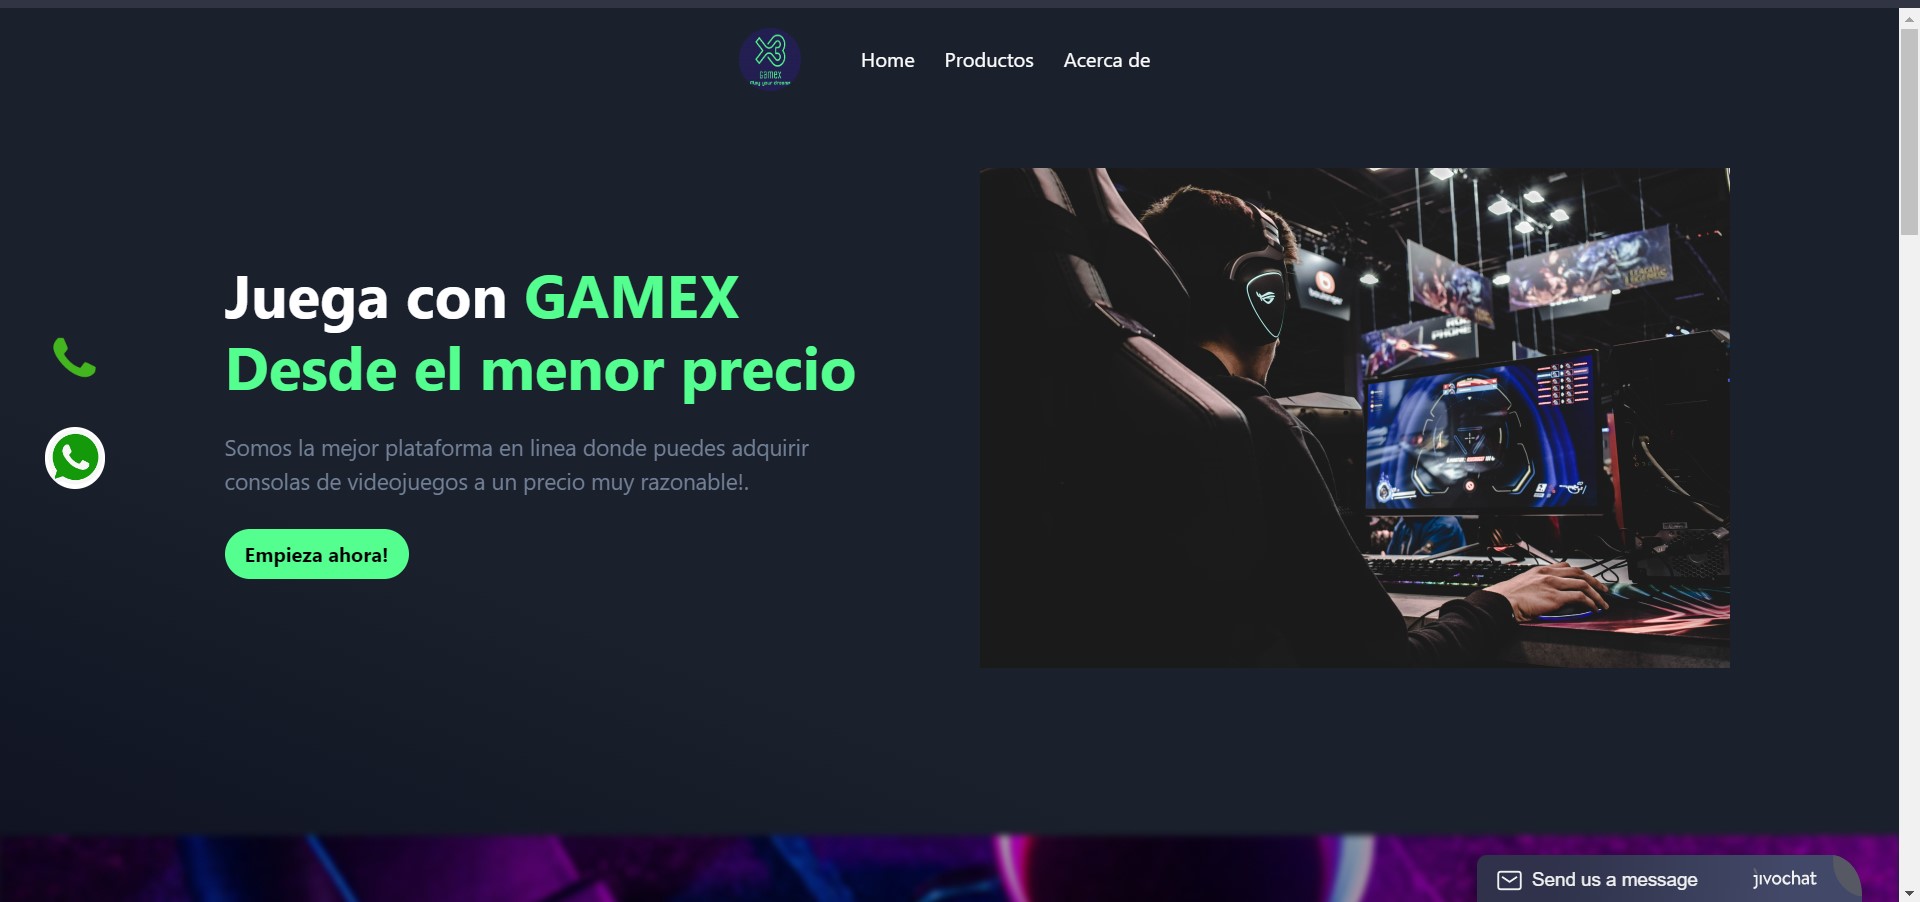 Gamex
Play your dreams
Home
Productos
Acerca de
Juega con GAMEX
Desde el menor precio
Somos la mejor plataforma en linea donde puedes adquirir
consolas de videojuegos a un precio muy razonable!.
Empieza ahora!
Send us a message
jivochat